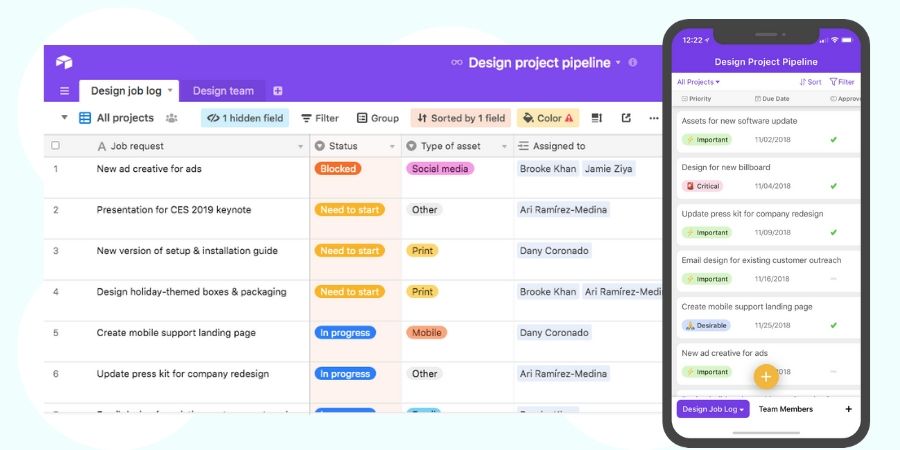 Design project pipeline
Design job log Design team
All projects 1 hidden field Filter Group Sorted by 1 field Color
Job request Status Type of asset Assigned to
1 New ad creative for ads Blocked Social media Brooke Khan Jamie Ziya
2 Presentation for CES 2019 keynote Need to start Other Ari Ramírez-Medina
3 New version of setup & installation guide Need to start Print Dany Coronado
4 Design holiday-themed boxes & packaging Need to start Print Brooke Khan Ari Ramírez-Medi
5 Create mobile support landing page In progress Mobile Dany Coronado
6 Update press kit for company redesign In progress Other Ari Ramírez-Medina
12:22
Design Project Pipeline
All Projects Sort Filter
Priority Due Date Approve
Assets for new software update
Important 11/02/2018
Design for new billboard
Critical 11/04/2018
Update press kit for company redesign
Important 11/09/2018
Email design for existing customer outreach
Important 11/16/2018
Create mobile support landing page
Desirable 11/25/2018
New ad creative for ads
Important
Design Job Log Team Members +